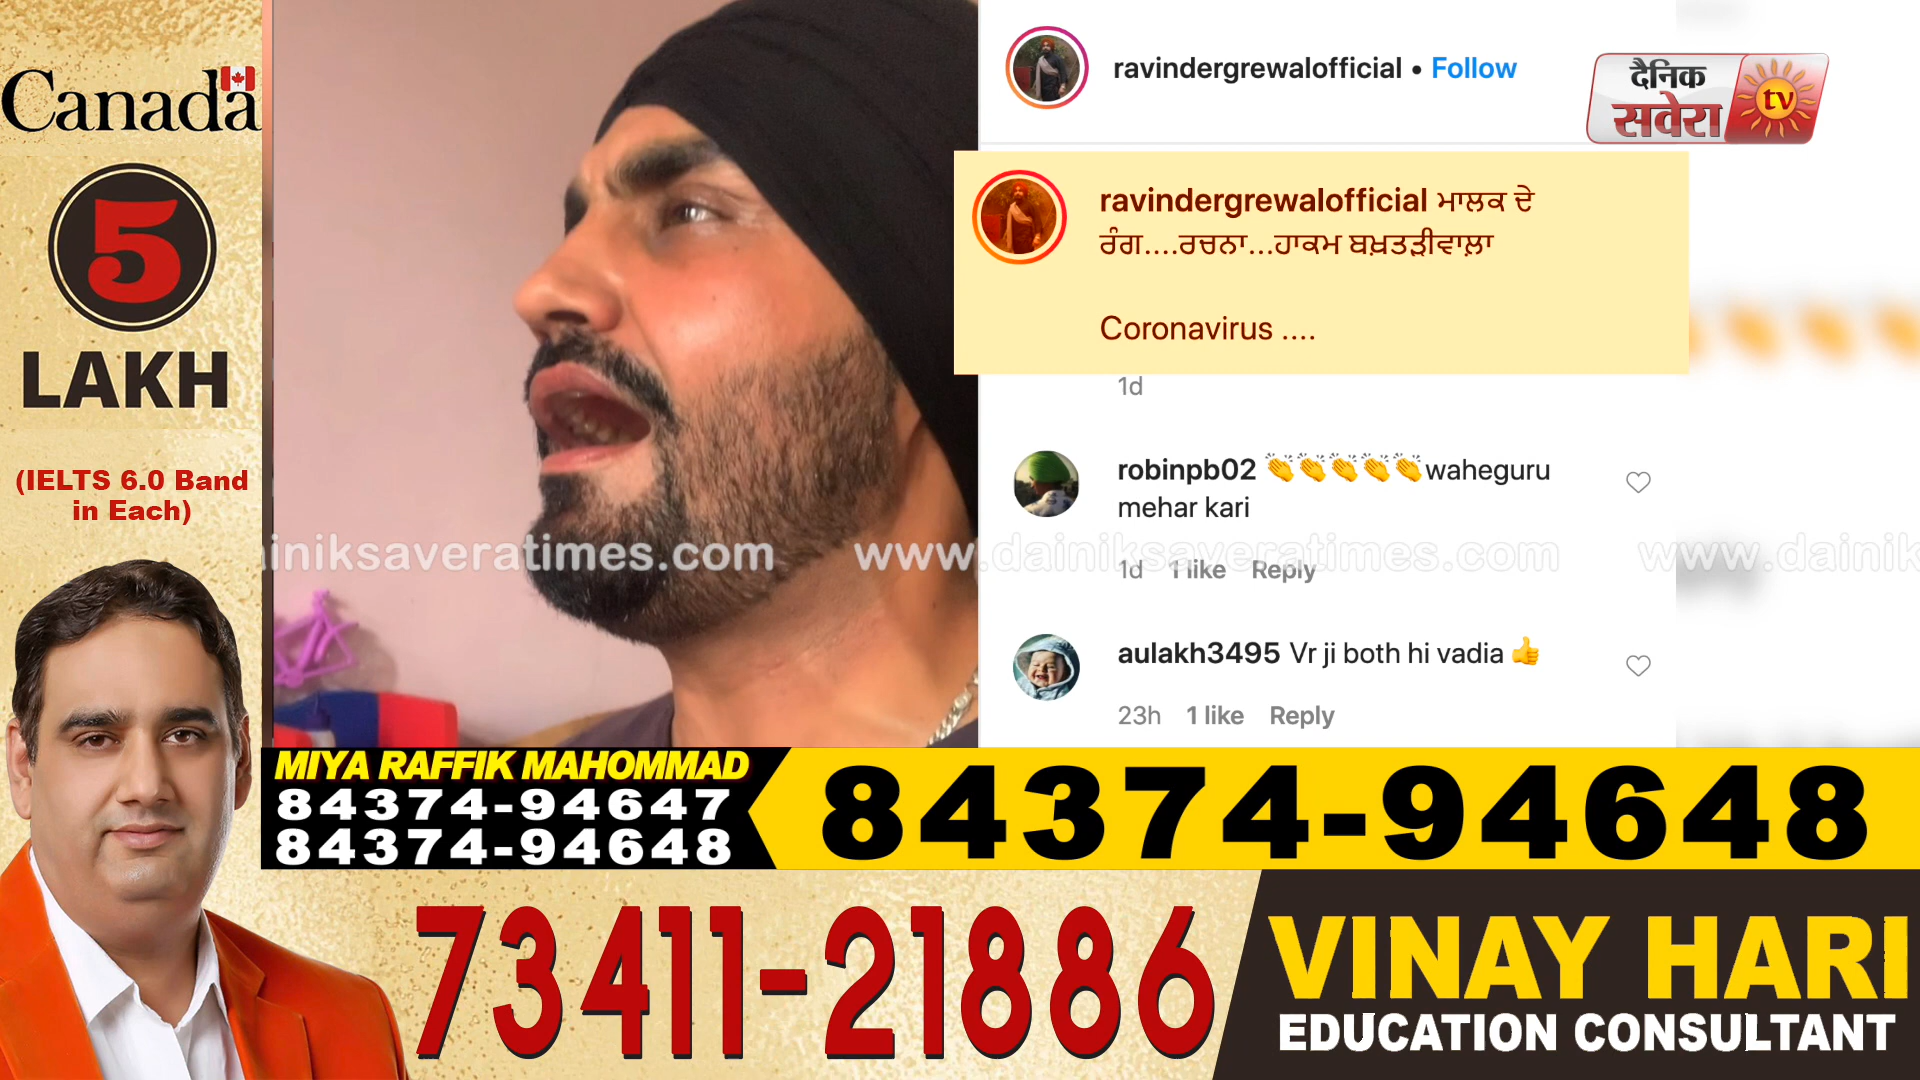 Canada
5
LAKH
(IELTS 6.0 Band
in Each)
ravindergrewalofficial • Follow
दैनिक
सवेरा
tv
ravindergrewalofficial ਮਾਲਕ ਦੇ
ਰੰਗ....ਰਚਨਾ...ਹਾਕਮ ਬਖ਼ਤੜੀਵਾਲ਼ਾ
Coronavirus ....
1d
robinpb02 👏👏👏👏👏waheguru
mehar kari
1d 1 like Reply
ainiksaveratimes.com www.dainiksaveratimes.com www.dainik
aulakh3495 Vr ji both hi vadia 👍
23h 1 like Reply
MIYA RAFFIK MAHOMMAD
84374-94647
84374-94648
84374-94648
73411-21886
VINAY HARI
EDUCATION CONSULTANT